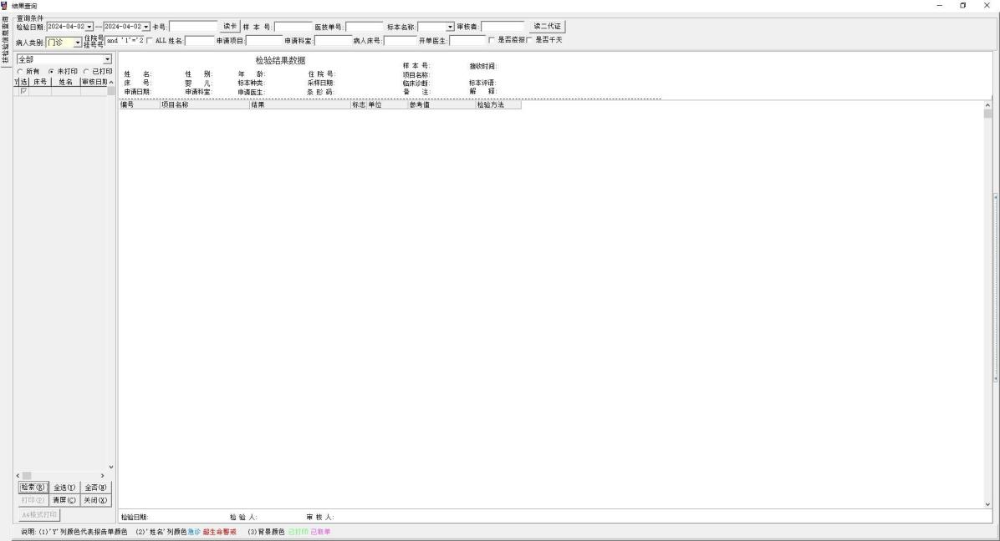 结果查询
按检验信息查询
查询条件
检验日期: 2024-04-02 -- 2024-04-02 卡号: 读卡 样 本 号: 医技单号: 标本名称: 审核者: 读二代证
病人类别: 门诊 住院号 挂号号 and '1'='2 ALL 姓名: 申请项目: 申请科室: 病人床号: 开单医生: 是否疫报 是否千天
全部
所有 未打印 已打印
Y 选 床号 姓名 审核日期
检验结果数据
样 本 号: 接收时间:
姓 名: 性 别: 年 龄: 住 院 号: 项目名称:
床 号: 婴 儿: 标本种类: 采样日期: 临床诊断: 标本评语:
申请日期: 申请科室: 申请医生: 条 形 码: 备 注: 解 释:
编号 项目名称 结果 标志 单位 参考值 检验方法
检索(R) 全选(Y) 全否(N)
打印(P) 清屏(C) 关闭(X)
A4格式打印
检验日期: 检 验 人: 审 核 人:
说明: (1)'Y'列颜色代表报告单颜色 (2)'姓名'列颜色 急诊 超生命警戒 (3)背景颜色 已打印 已取单